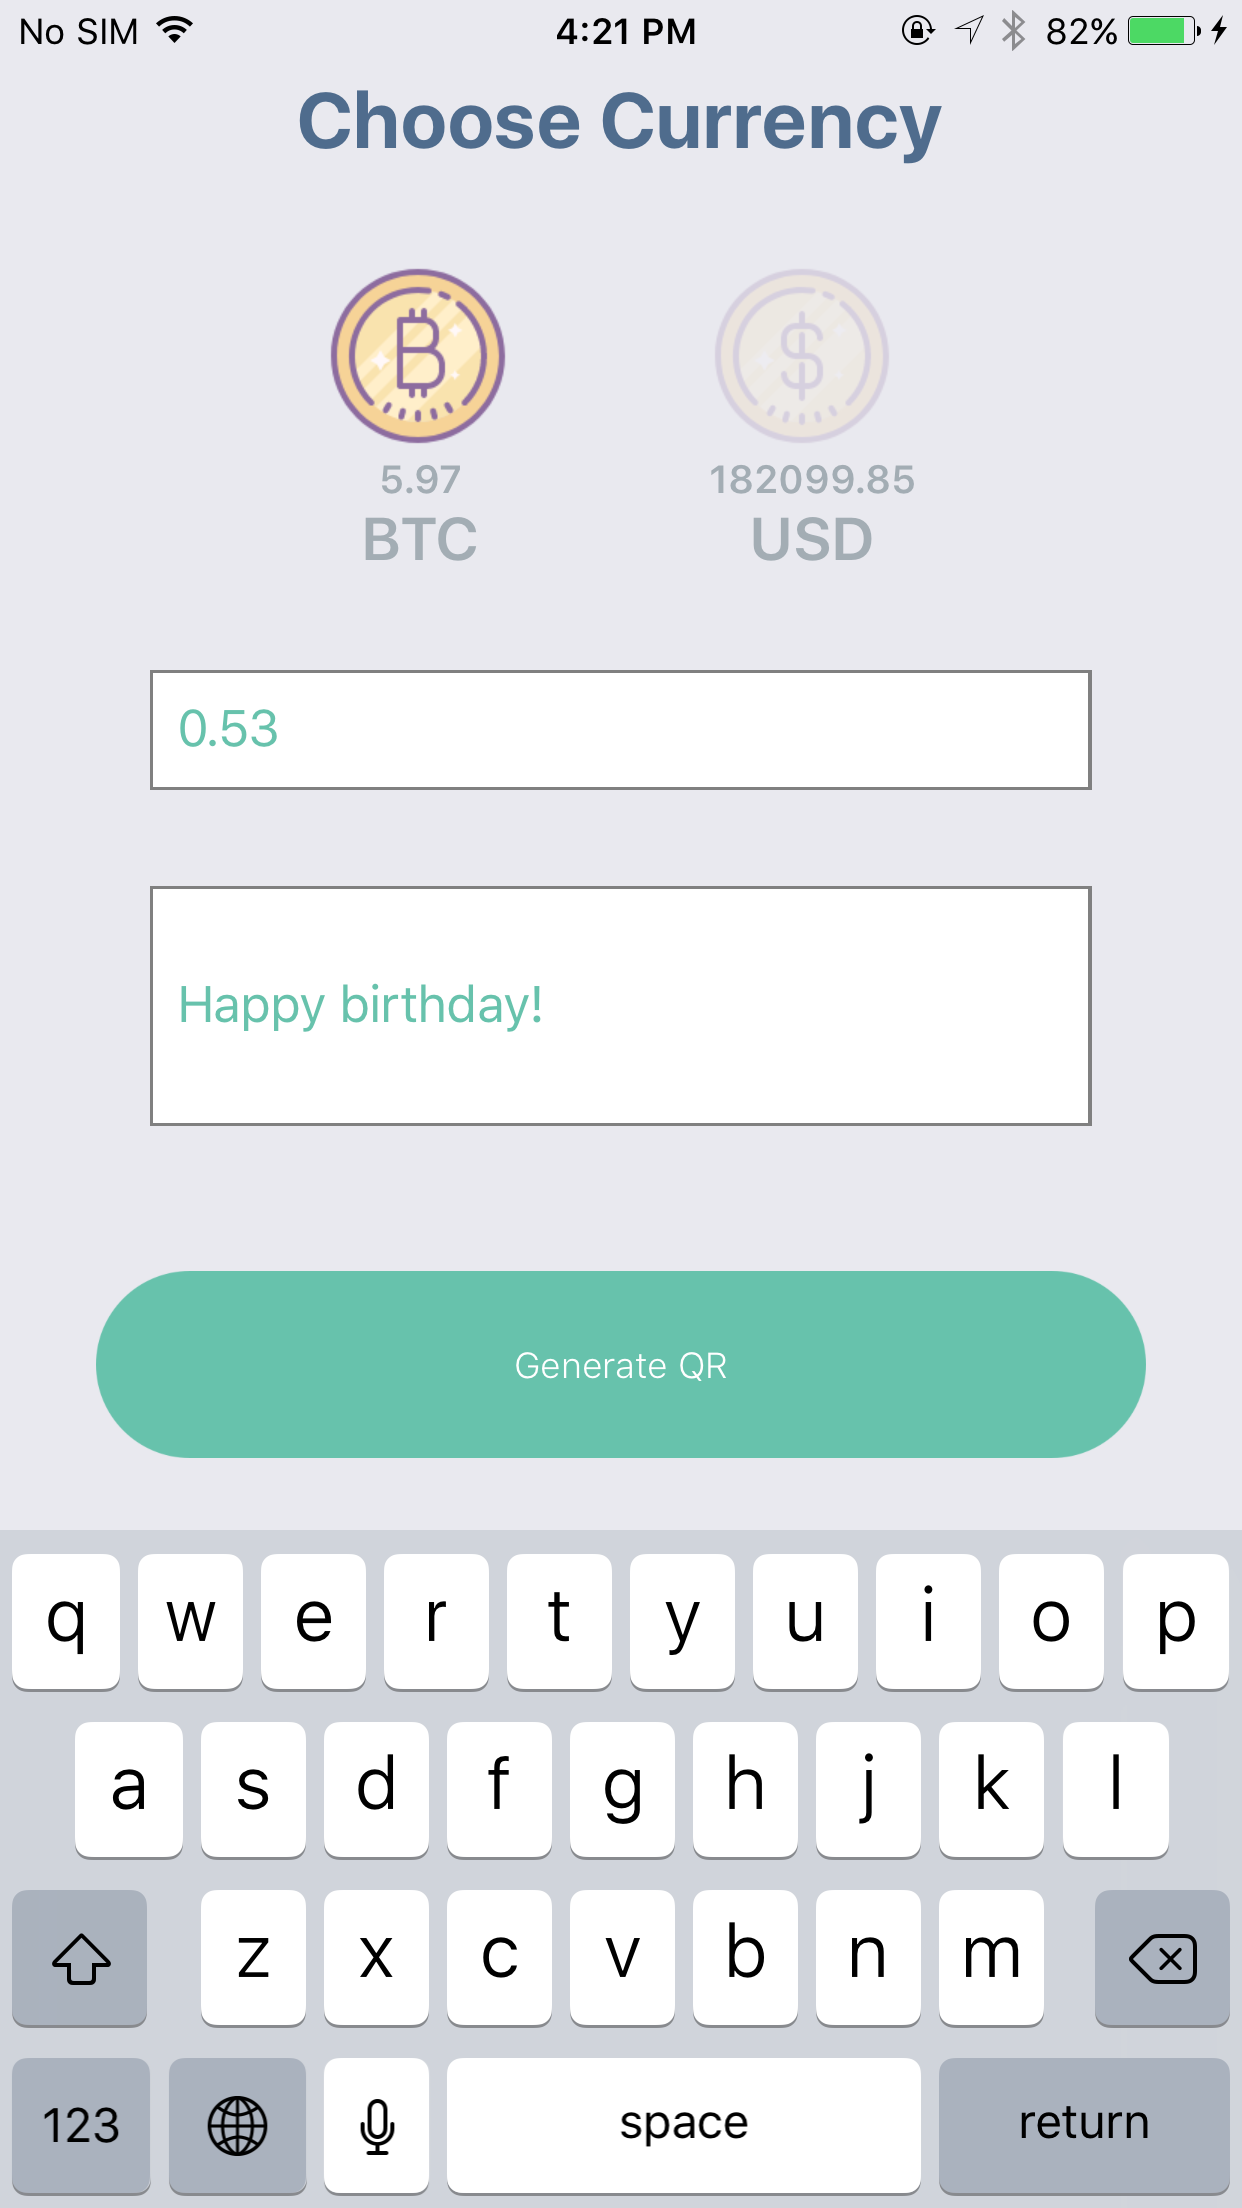 No SIM 4:21 PM 82%
Choose Currency
5.97 182099.85
BTC USD
0.53
Happy birthday!
Generate QR
q w e r t y u i o p
a s d f g h j k l
z x c v b n m
123 space return